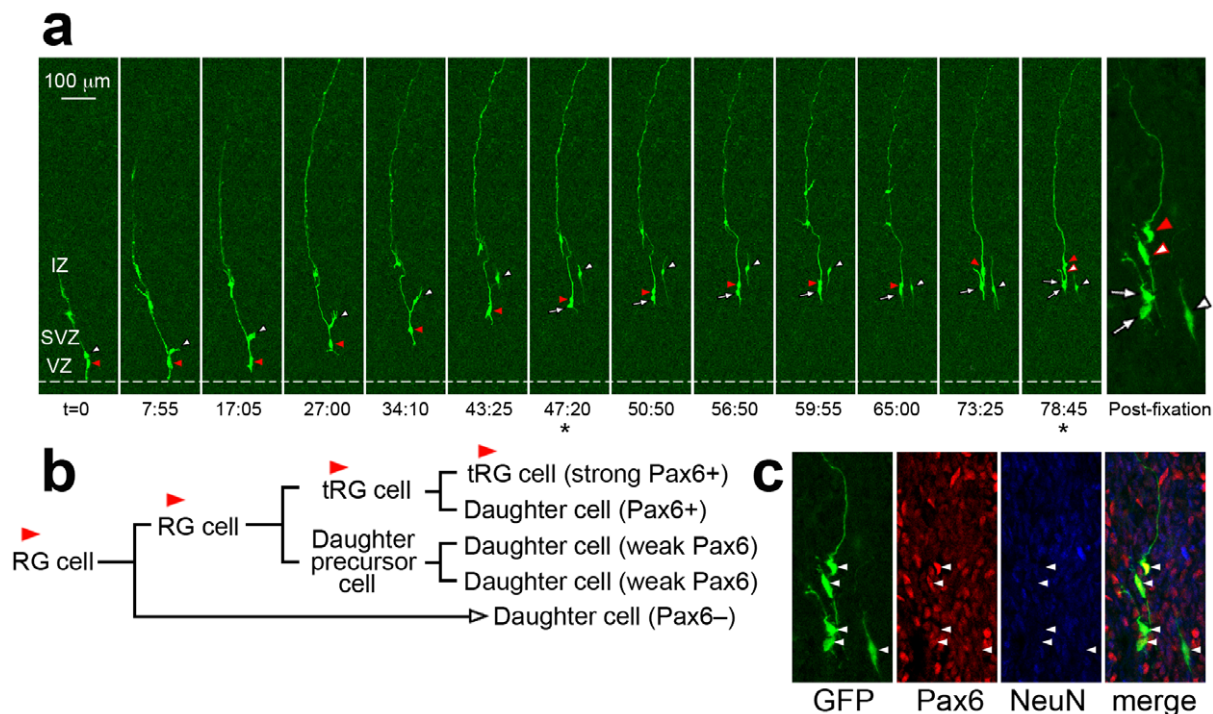 a
100 μm
IZ
SVZ
VZ
t=0 7:55 17:05 27:00 34:10 43:25 47:20 50:50 56:50 59:55 65:00 73:25 78:45 Post-fixation
* *
b
RG cell
RG cell
tRG cell
Daughter
precursor
cell
tRG cell (strong Pax6+)
Daughter cell (Pax6+)
Daughter cell (weak Pax6)
Daughter cell (weak Pax6)
Daughter cell (Pax6–)
c
GFP Pax6 NeuN merge